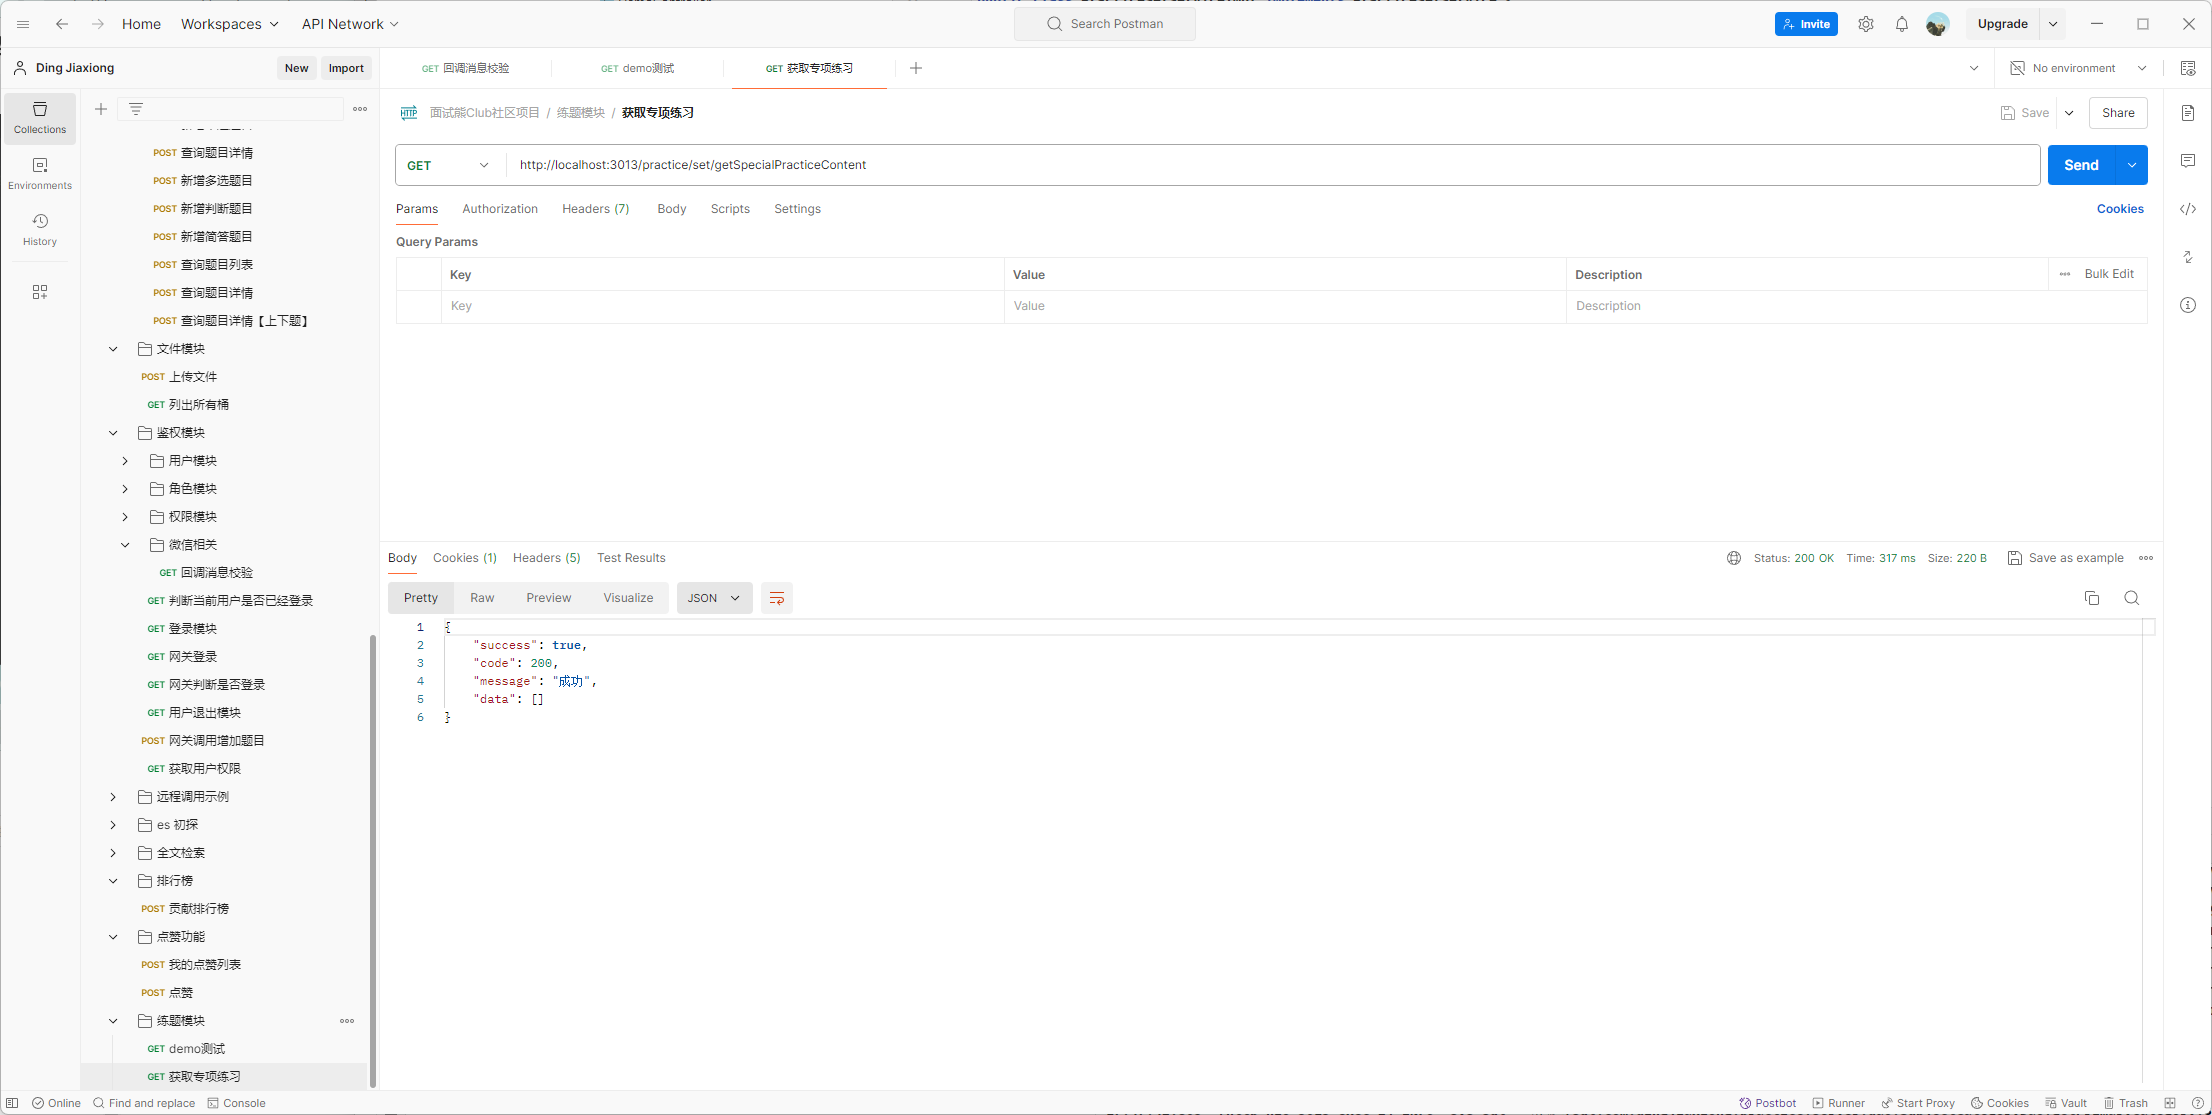 Home Workspaces API Network Search Postman Invite Upgrade
Ding Jiaxiong New Import GET 回调消息校验 GET demo测试 GET 获取专项练习 No environment
Collections
Environments
History
POST 查询题目详情
POST 新增多选题目
POST 新增判断题目
POST 新增简答题目
POST 查询题目列表
POST 查询题目详情
POST 查询题目详情【上下题】
文件模块
POST 上传文件
GET 列出所有桶
鉴权模块
用户模块
角色模块
权限模块
微信相关
GET 回调消息校验
GET 判断当前用户是否已经登录
GET 登录模块
GET 网关登录
GET 网关判断是否登录
GET 用户退出模块
POST 网关调用增加题目
GET 获取用户权限
远程调用示例
es 初探
全文检索
排行榜
POST 贡献排行榜
点赞功能
POST 我的点赞列表
POST 点赞
练题模块
GET demo测试
GET 获取专项练习
HTTP 面试熊Club社区项目 / 练题模块 / 获取专项练习 Save Share
GET http://localhost:3013/practice/set/getSpecialPracticeContent Send
Params Authorization Headers (7) Body Scripts Settings Cookies
Query Params
Key Value Description Bulk Edit
Key Value Description
Body Cookies (1) Headers (5) Test Results Status: 200 OK Time: 317 ms Size: 220 B Save as example
Pretty Raw Preview Visualize JSON
1 {
2 "success": true,
3 "code": 200,
4 "message": "成功",
5 "data": []
6 }
Online Find and replace Console Postbot Runner Start Proxy Cookies Vault Trash